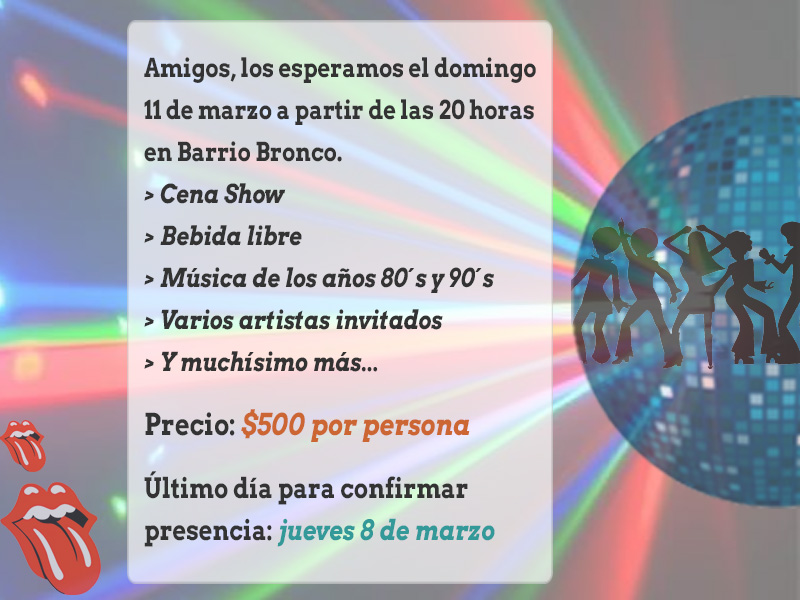 Amigos, los esperamos el domingo
11 de marzo a partir de las 20 horas
en Barrio Bronco.
> Cena Show
> Bebida libre
> Música de los años 80´s y 90´s
> Varios artistas invitados
> Y muchísimo más...
Precio: $500 por persona
Último día para confirmar
presencia: jueves 8 de marzo